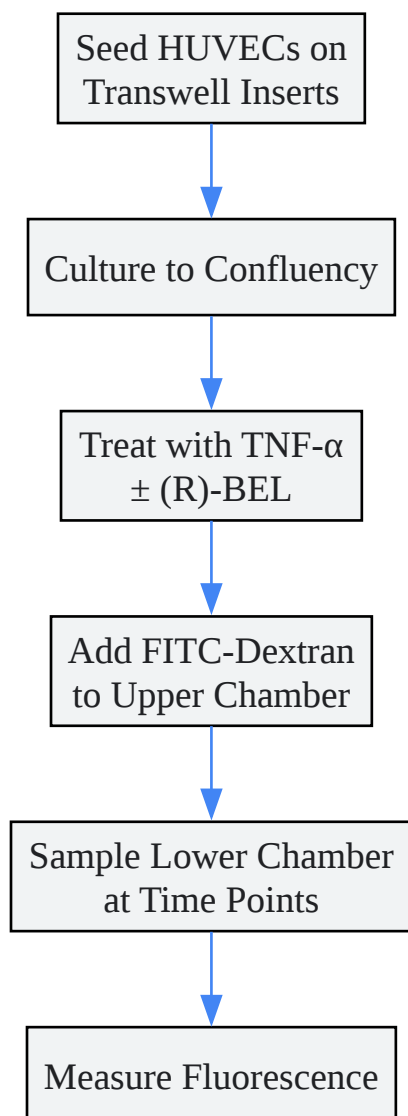 Seed HUVECs on
Transwell Inserts
Culture to Confluency
Treat with TNF-α
± (R)-BEL
Add FITC-Dextran
to Upper Chamber
Sample Lower Chamber
at Time Points
Measure Fluorescence